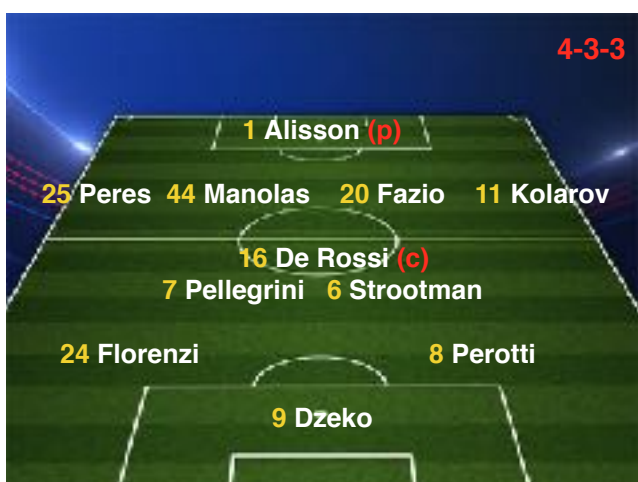 4-3-3
1 Alisson (p)
25 Peres 44 Manolas 20 Fazio 11 Kolarov
16 De Rossi (c)
7 Pellegrini 6 Strootman
24 Florenzi 8 Perotti
9 Dzeko